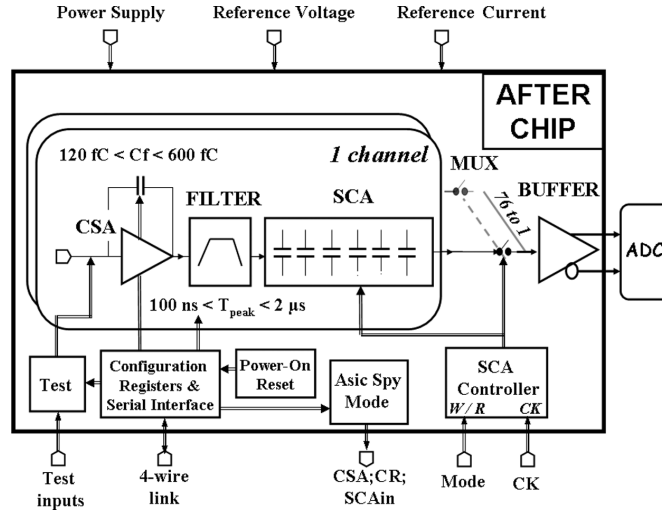 Power Supply
Reference Voltage
Reference Current
AFTER
CHIP
120 fC < Cf < 600 fC
1 channel
MUX
CSA
FILTER
SCA
76 to 1
BUFFER
ADC
100 ns < Tpeak < 2 µs
Test
Configuration
Registers &
Serial Interface
Power-On
Reset
Asic Spy
Mode
SCA
Controller
W / R
CK
Test
inputs
4-wire
link
CSA;CR;
SCAin
Mode
CK